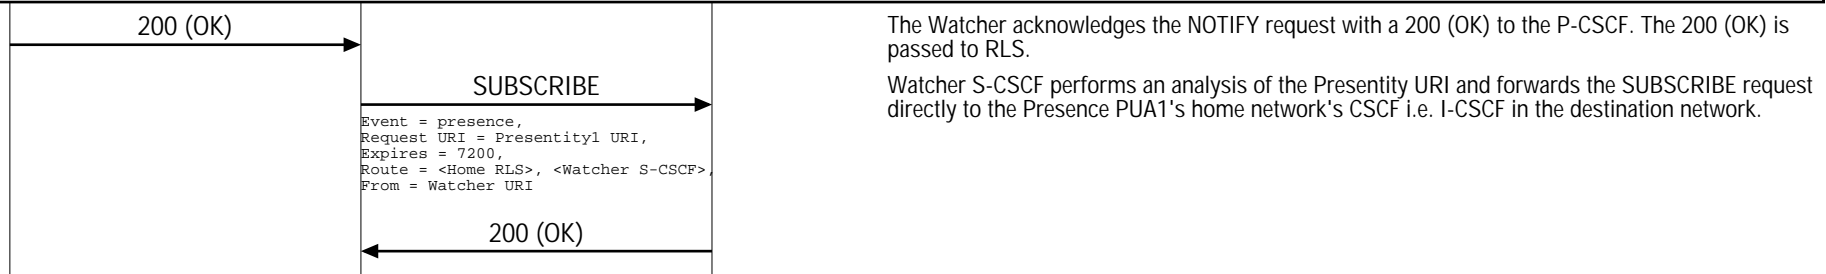 200 (OK)
The Watcher acknowledges the NOTIFY request with a 200 (OK) to the P-CSCF. The 200 (OK) is
passed to RLS.
SUBSCRIBE
Watcher S-CSCF performs an analysis of the Presentity URI and forwards the SUBSCRIBE request
directly to the Presence PUA1's home network's CSCF i.e. I-CSCF in the destination network.
Event = presence,
Request URI = Presentity1 URI,
Expires = 7200,
Route = <Home RLS>, <Watcher S-CSCF>,
From = Watcher URI
200 (OK)